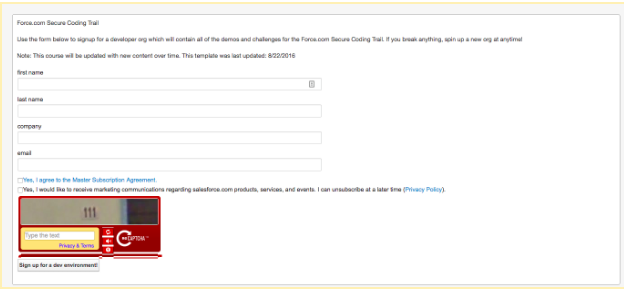 Force.com Secure Coding Trail
Use the form below to signup for a developer org which will contain all of the demos and challenges for the Force.com Secure Coding Trail. If you break anything, spin up a new org at anytime!
Note: This course will be updated with new content over time. This template was last updated: 8/22/2016
first name
last name
company
email
Yes, I agree to the Master Subscription Agreement.
Yes, I would like to receive marketing communications regarding salesforce.com products, services, and events. I can unsubscribe at a later time (Privacy Policy).
111
Type the text
Privacy & Terms
reCAPTCHA™
Sign up for a dev environment!